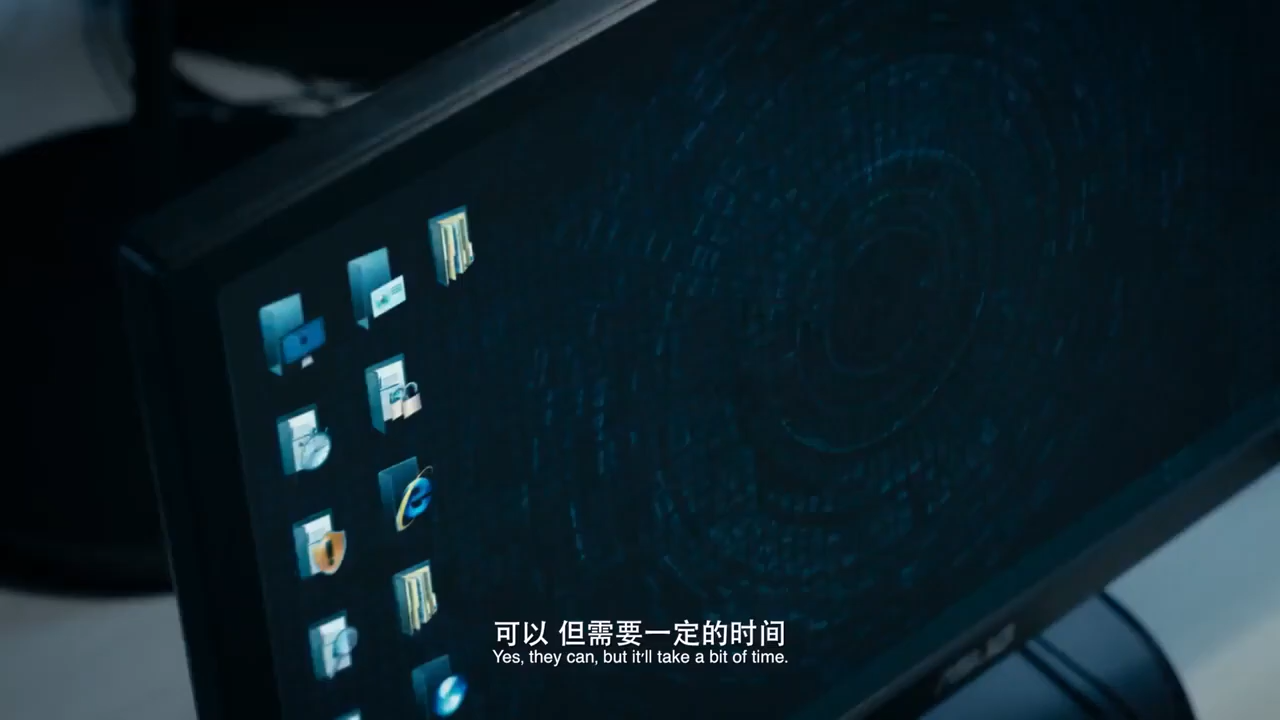 可以 但需要一定的时间
Yes, they can, but it'll take a bit of time.